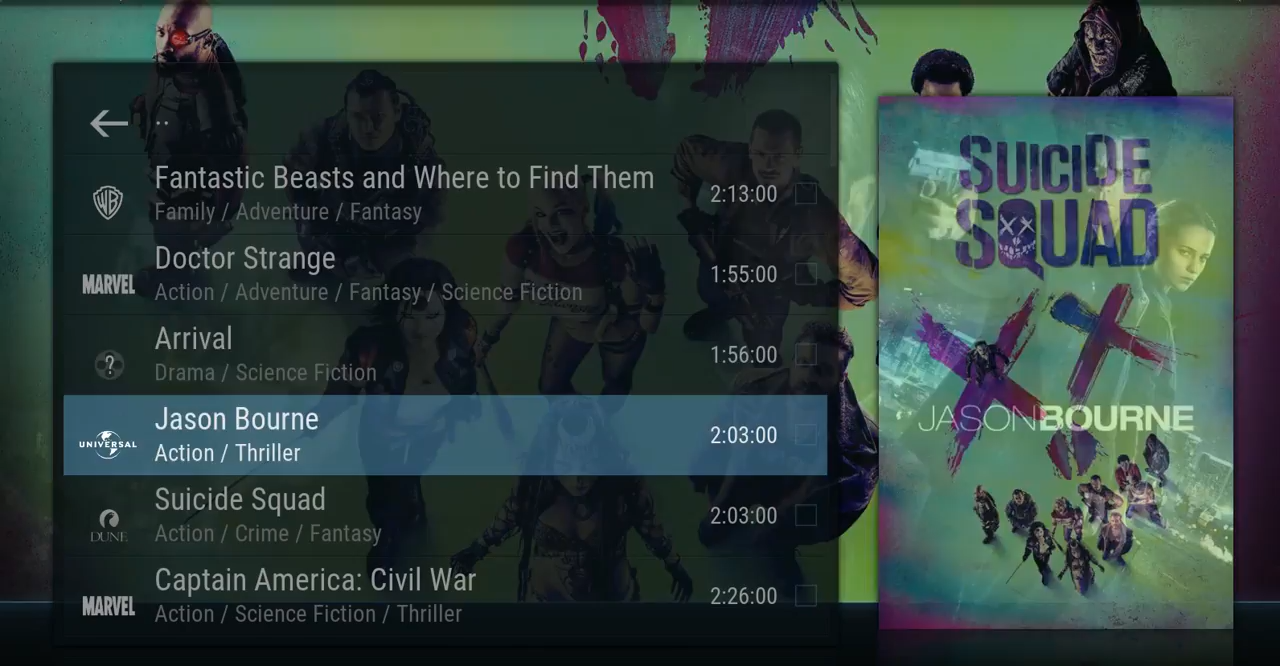 ..
Fantastic Beasts and Where to Find Them
Family / Adventure / Fantasy
2:13:00
WB
Doctor Strange
Action / Adventure / Fantasy / Science Fiction
1:55:00
MARVEL
Arrival
Drama / Science Fiction
1:56:00
?
Jason Bourne
Action / Thriller
2:03:00
UNIVERSAL
Suicide Squad
Action / Crime / Fantasy
2:03:00
DUNE
Captain America: Civil War
Action / Science Fiction / Thriller
2:26:00
MARVEL
SUICIDE
SQUAD
JASON BOURNE